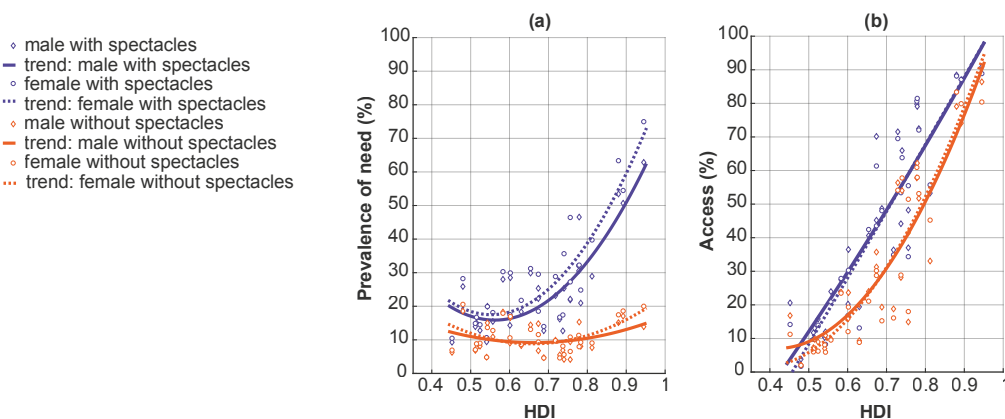 male with spectacles
trend: male with spectacles
female with spectacles
trend: female with spectacles
male without spectacles
trend: male without spectacles
female without spectacles
trend: female without spectacles
(a)
Prevalence of need (%)
100
90
80
70
60
50
40
30
20
10
0
0.4 0.5 0.6 0.7 0.8 0.9 1
HDI
(b)
Access (%)
100
90
80
70
60
50
40
30
20
10
0
0.4 0.5 0.6 0.7 0.8 0.9 1
HDI